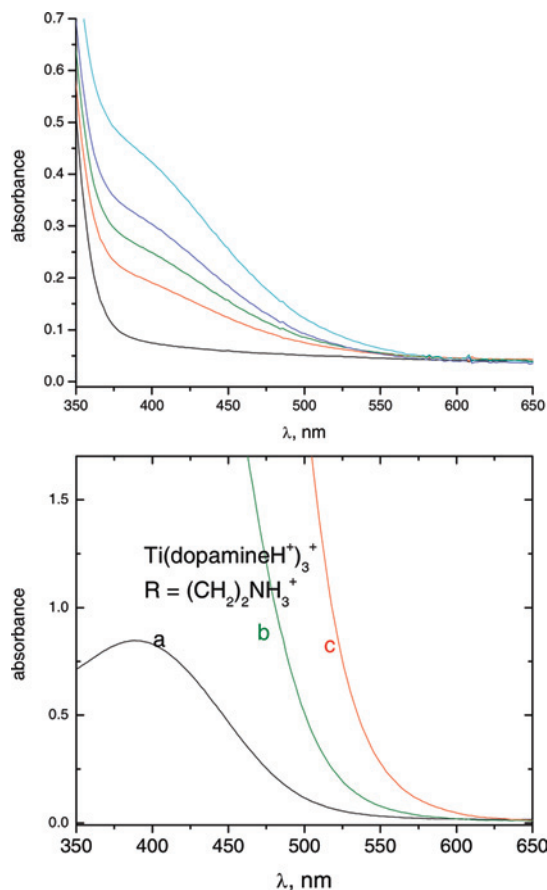 0.7
0.6
0.5
0.4
0.3
0.2
0.1
0.0
absorbance
350 400 450 500 550 600 650
λ, nm
1.5
1.0
0.5
0.0
absorbance
Ti(dopamineH⁺)₃⁺
R = (CH₂)₂NH₃⁺
a
b
c
350 400 450 500 550 600 650
λ, nm